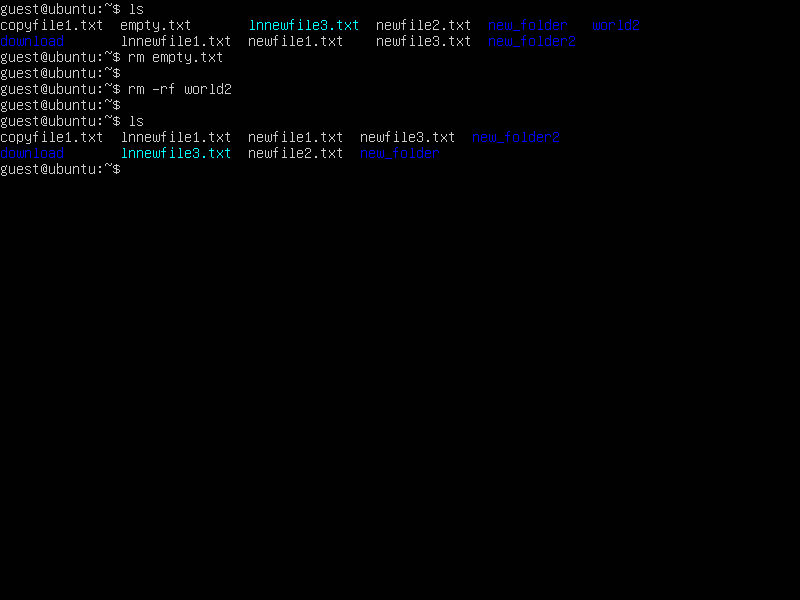 guest@ubuntu:~$ ls
copyfile1.txt empty.txt lnnewfile3.txt newfile2.txt new_folder world2
download lnnewfile1.txt newfile1.txt newfile3.txt new_folder2
guest@ubuntu:~$ rm empty.txt
guest@ubuntu:~$
guest@ubuntu:~$ rm -rf world2
guest@ubuntu:~$
guest@ubuntu:~$ ls
copyfile1.txt lnnewfile1.txt newfile1.txt newfile3.txt new_folder2
download lnnewfile3.txt newfile2.txt new_folder
guest@ubuntu:~$